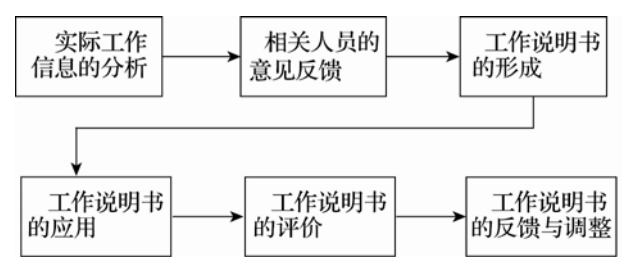 实际工作
信息的分析
相关人员的
意见反馈
工作说明书
的形成
工作说明书
的应用
工作说明书
的评价
工作说明书
的反馈与调整